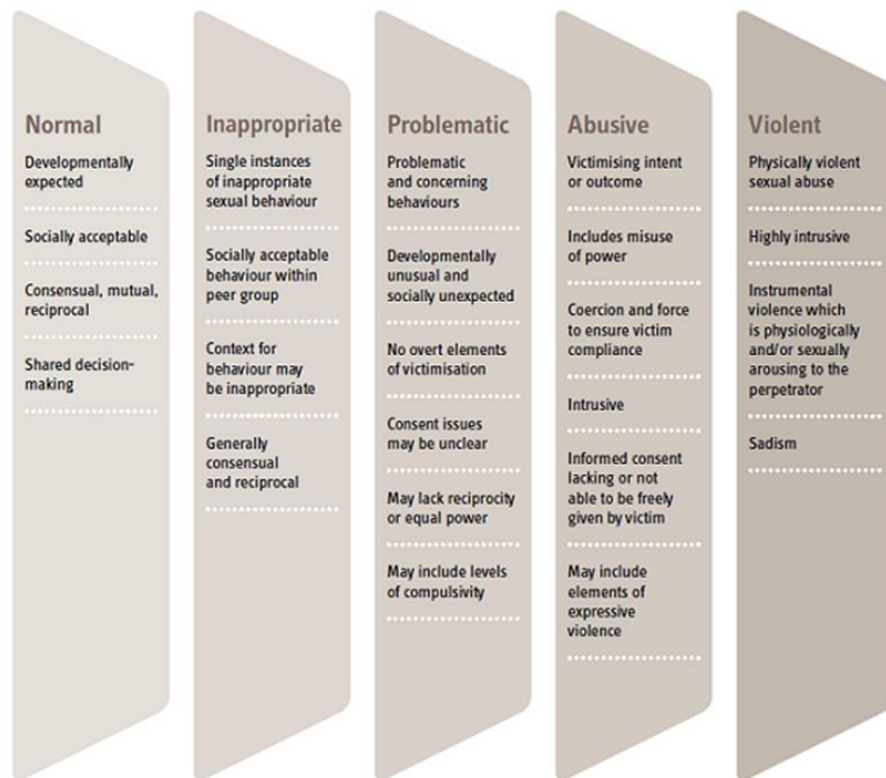 Normal
Developmentally
expected
Socially acceptable
Consensual, mutual,
reciprocal
Shared decision-
making
Inappropriate
Single instances
of inappropriate
sexual behaviour
Socially acceptable
behaviour within
peer group
Context for
behaviour may
be inappropriate
Generally
consensual
and reciprocal
Problematic
Problematic
and concerning
behaviours
Developmentally
unusual and
socially unexpected
No overt elements
of victimisation
Consent issues
may be unclear
May lack reciprocity
or equal power
May include levels
of compulsivity
Abusive
Victimising intent
or outcome
Includes misuse
of power
Coercion and force
to ensure victim
compliance
Intrusive
Informed consent
lacking or not
able to be freely
given by victim
May include
elements of
expressive
violence
Violent
Physically violent
sexual abuse
Highly intrusive
Instrumental
violence which
is physiologically
and/or sexually
arousing to the
perpetrator
Sadism